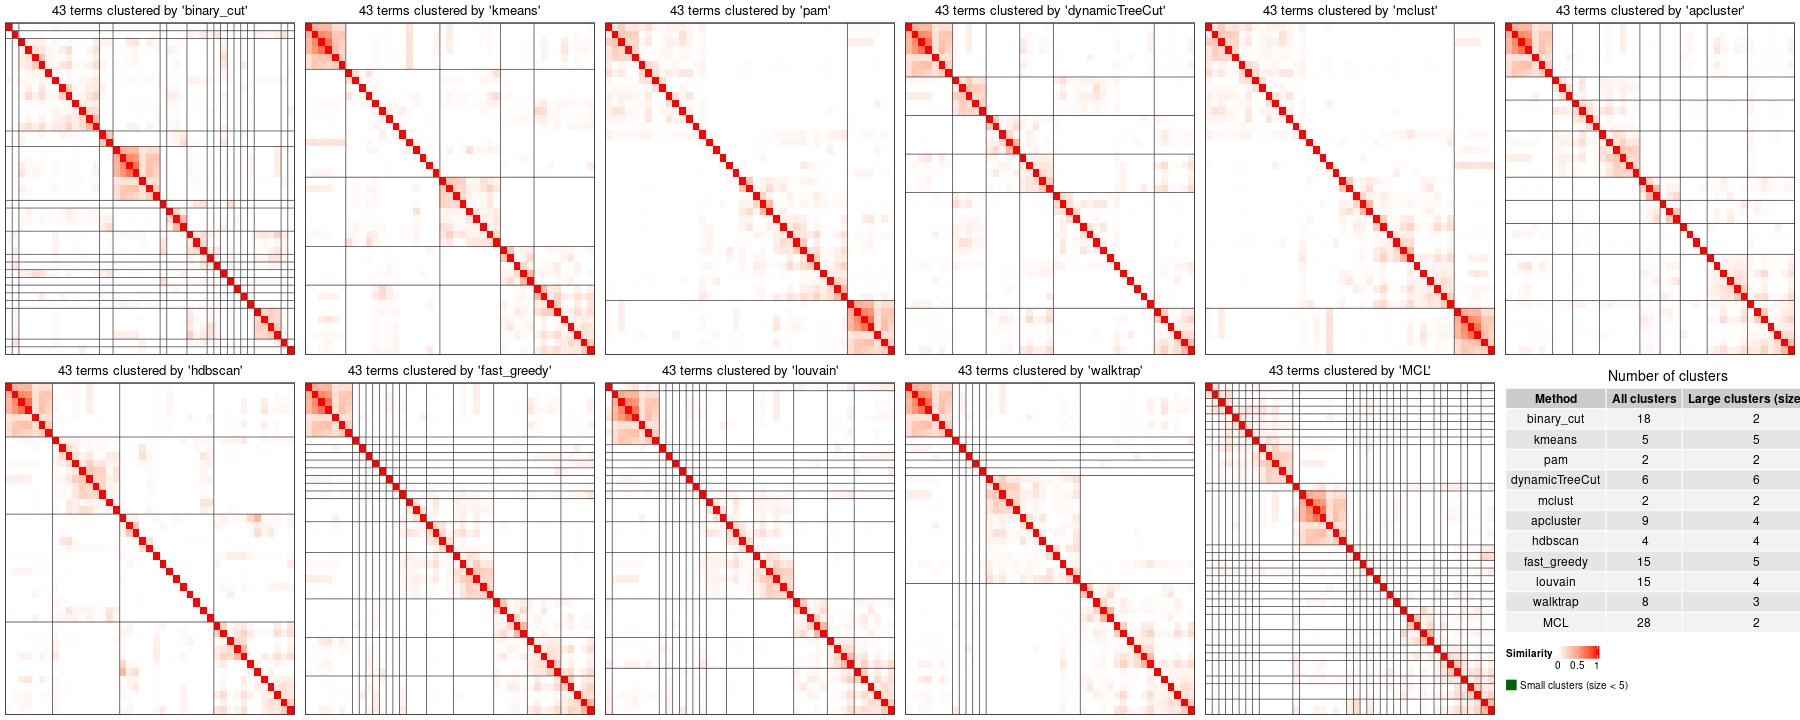 43 terms clustered by 'binary_cut'
43 terms clustered by 'kmeans'
43 terms clustered by 'pam'
43 terms clustered by 'dynamicTreeCut'
43 terms clustered by 'mclust'
43 terms clustered by 'apcluster'
43 terms clustered by 'hdbscan'
43 terms clustered by 'fast_greedy'
43 terms clustered by 'louvain'
43 terms clustered by 'walktrap'
43 terms clustered by 'MCL'
Number of clusters
Method All clusters Large clusters (size
binary_cut 18 2
kmeans 5 5
pam 2 2
dynamicTreeCut 6 6
mclust 2 2
apcluster 9 4
hdbscan 4 4
fast_greedy 15 5
louvain 15 4
walktrap 8 3
MCL 28 2
Similarity
0 0.5 1
Small clusters (size < 5)